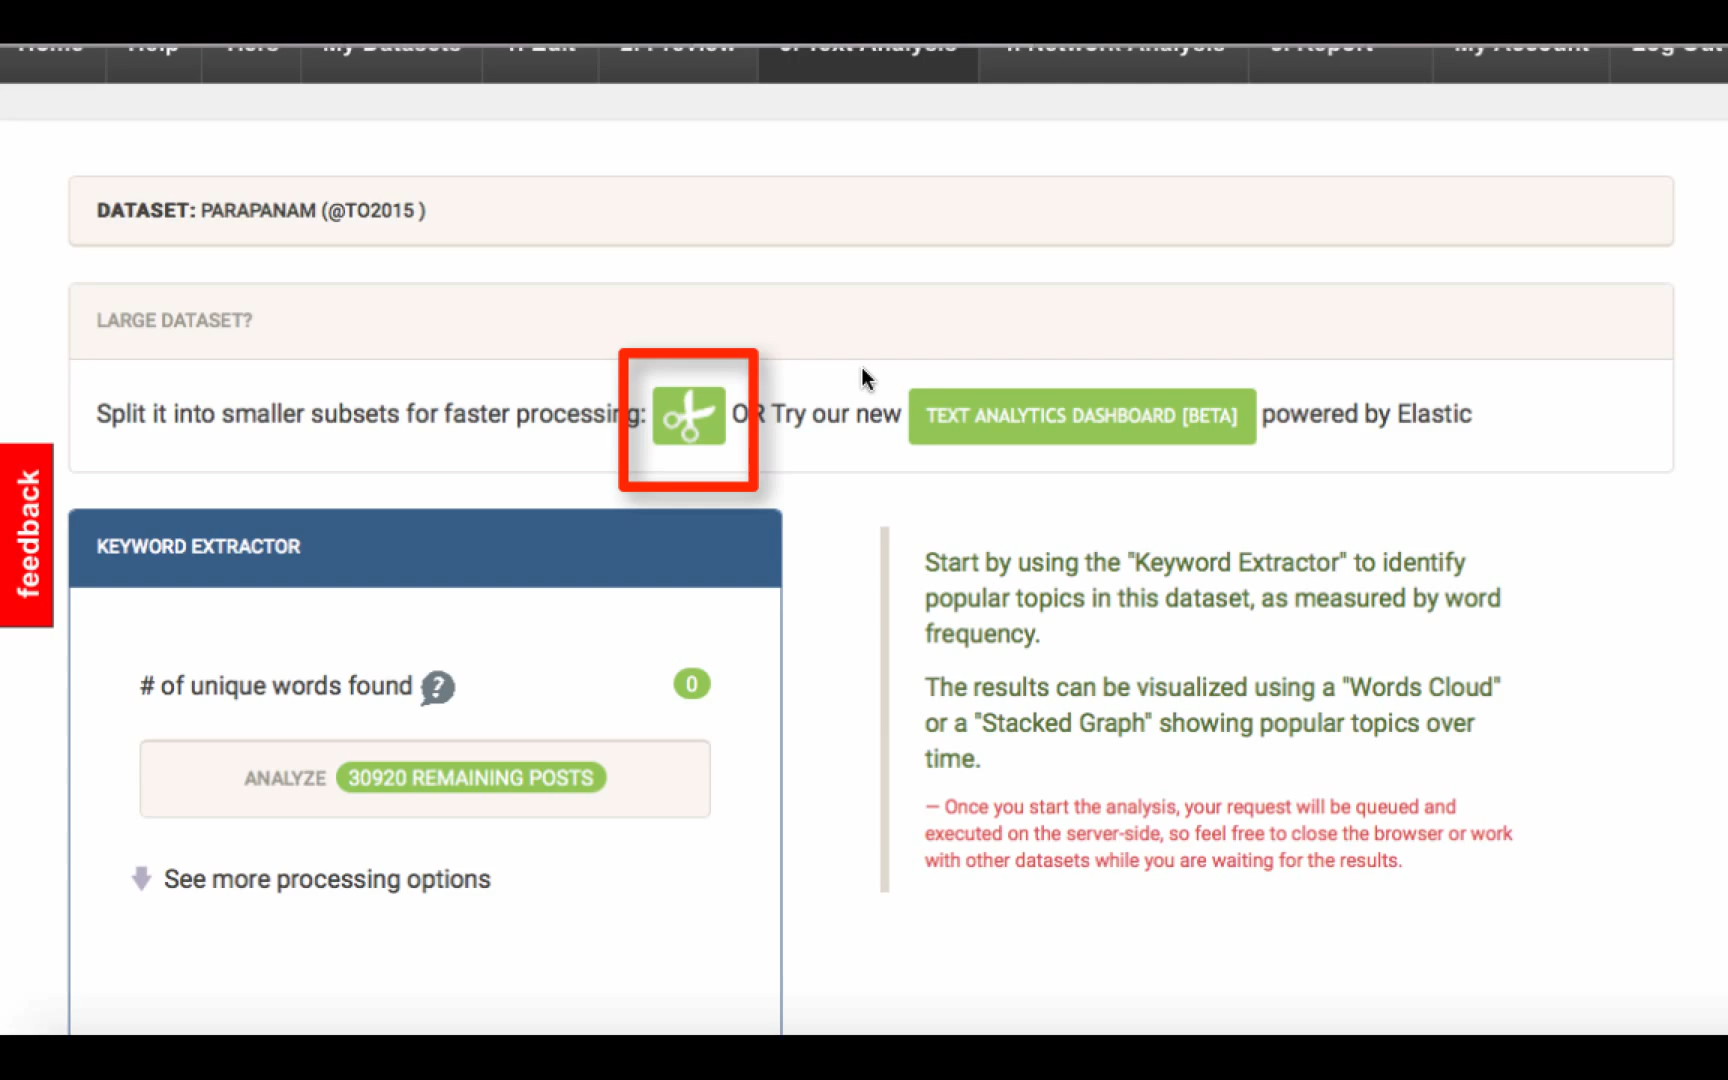 DATASET: PARAPANAM (@TO2015 )
LARGE DATASET?
Split it into smaller subsets for faster processing: OR Try our new TEXT ANALYTICS DASHBOARD [BETA] powered by Elastic
feedback
KEYWORD EXTRACTOR
# of unique words found ? 0
ANALYZE 30920 REMAINING POSTS
See more processing options
Start by using the "Keyword Extractor" to identify
popular topics in this dataset, as measured by word
frequency.
The results can be visualized using a "Words Cloud"
or a "Stacked Graph" showing popular topics over
time.
— Once you start the analysis, your request will be queued and
executed on the server-side, so feel free to close the browser or work
with other datasets while you are waiting for the results.